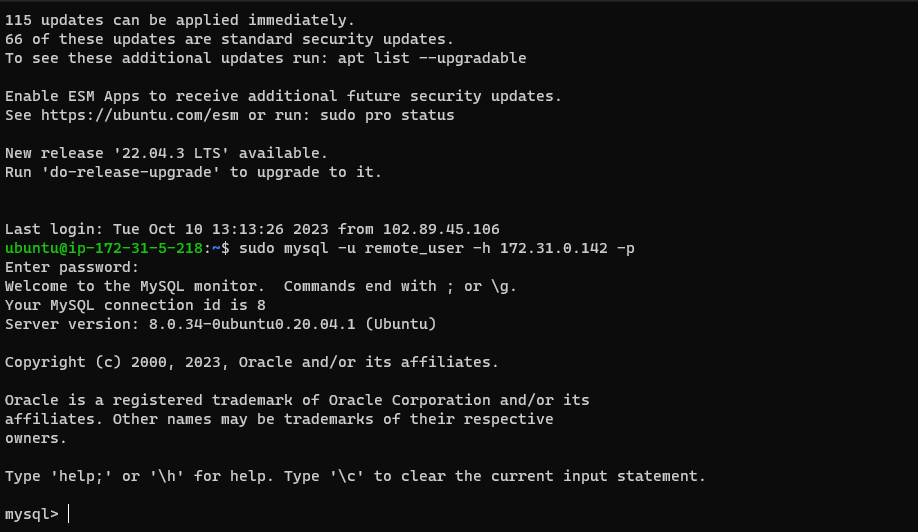 115 updates can be applied immediately.
66 of these updates are standard security updates.
To see these additional updates run: apt list --upgradable
Enable ESM Apps to receive additional future security updates.
See https://ubuntu.com/esm or run: sudo pro status
New release '22.04.3 LTS' available.
Run 'do-release-upgrade' to upgrade to it.
Last login: Tue Oct 10 13:13:26 2023 from 102.89.45.106
ubuntu@ip-172-31-5-218:~$ sudo mysql -u remote_user -h 172.31.0.142 -p
Enter password:
Welcome to the MySQL monitor.  Commands end with ; or \g.
Your MySQL connection id is 8
Server version: 8.0.34-0ubuntu0.20.04.1 (Ubuntu)
Copyright (c) 2000, 2023, Oracle and/or its affiliates.
Oracle is a registered trademark of Oracle Corporation and/or its
affiliates. Other names may be trademarks of their respective
owners.
Type 'help;' or '\h' for help. Type '\c' to clear the current input statement.
mysql>